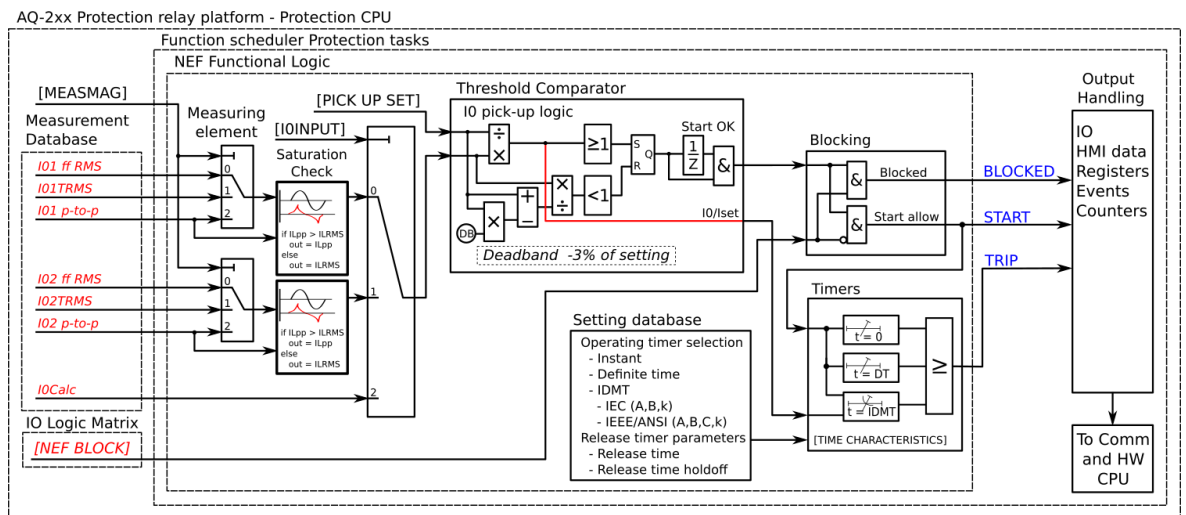 AQ-2xx Protection relay platform - Protection CPU
Function scheduler Protection tasks
NEF Functional Logic
[MEASMAG]
Measurement
Database
I01 ff RMS
I01TRMS
I01 p-to-p
I02 ff RMS
I02TRMS
I02 p-to-p
I0Calc
IO Logic Matrix
[NEF BLOCK]
Measuring
element
0
1
2
0
1
2
Saturation
Check
if ILpp > ILRMS
out = ILpp
else
out = ILRMS
if ILpp > ILRMS
out = ILpp
else
out = ILRMS
[PICK UP SET]
[I0INPUT]
0
1
2
Threshold Comparator
I0 pick-up logic
÷
×
≥1
S
R
Q
Start OK
1
Z
&
×
÷
<1
+
−
×
DB
I0/Iset
Deadband -3% of setting
Blocking
&
Blocked
&
Start allow
BLOCKED
START
TRIP
Timers
t = 0
t = DT
t = IDMT
≥
[TIME CHARACTERISTICS]
Setting database
Operating timer selection
- Instant
- Definite time
- IDMT
- IEC (A,B,k)
- IEEE/ANSI (A,B,C,k)
Release timer parameters
- Release time
- Release time holdoff
Output
Handling
IO
HMI data
Registers
Events
Counters
To Comm
and HW
CPU